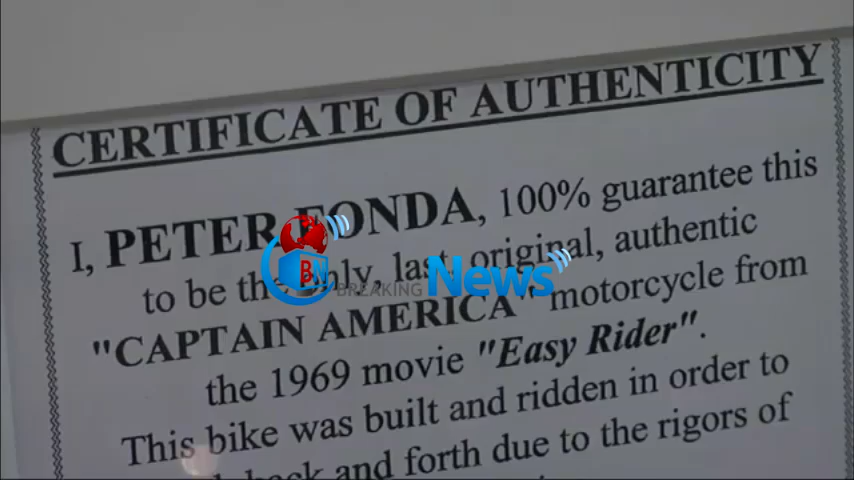 CERTIFICATE OF AUTHENTICITY
I, PETER FONDA, 100% guarantee this
to be the only, last, original, authentic
BN BREAKING News
"CAPTAIN AMERICA" motorcycle from
the 1969 movie "Easy Rider".
This bike was built and ridden in order to
back and forth due to the rigors of